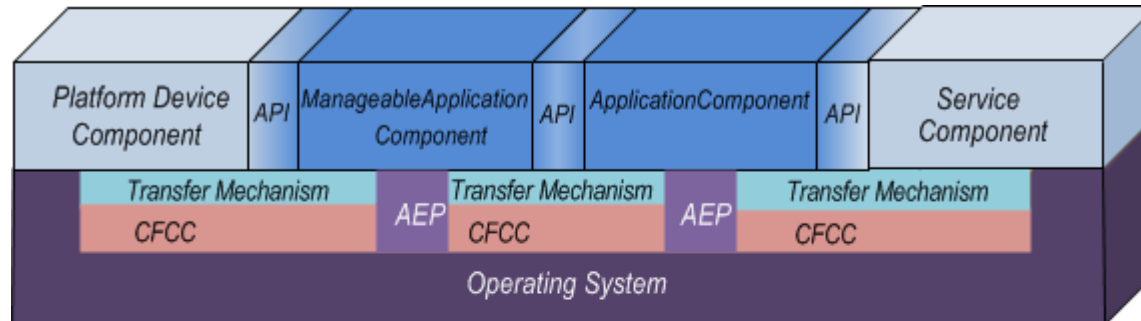 Platform Device
Component
API
ManageableApplication
Component
API
ApplicationComponent
API
Service
Component
Transfer Mechanism
CFCC
AEP
Transfer Mechanism
CFCC
AEP
Transfer Mechanism
CFCC
Operating System